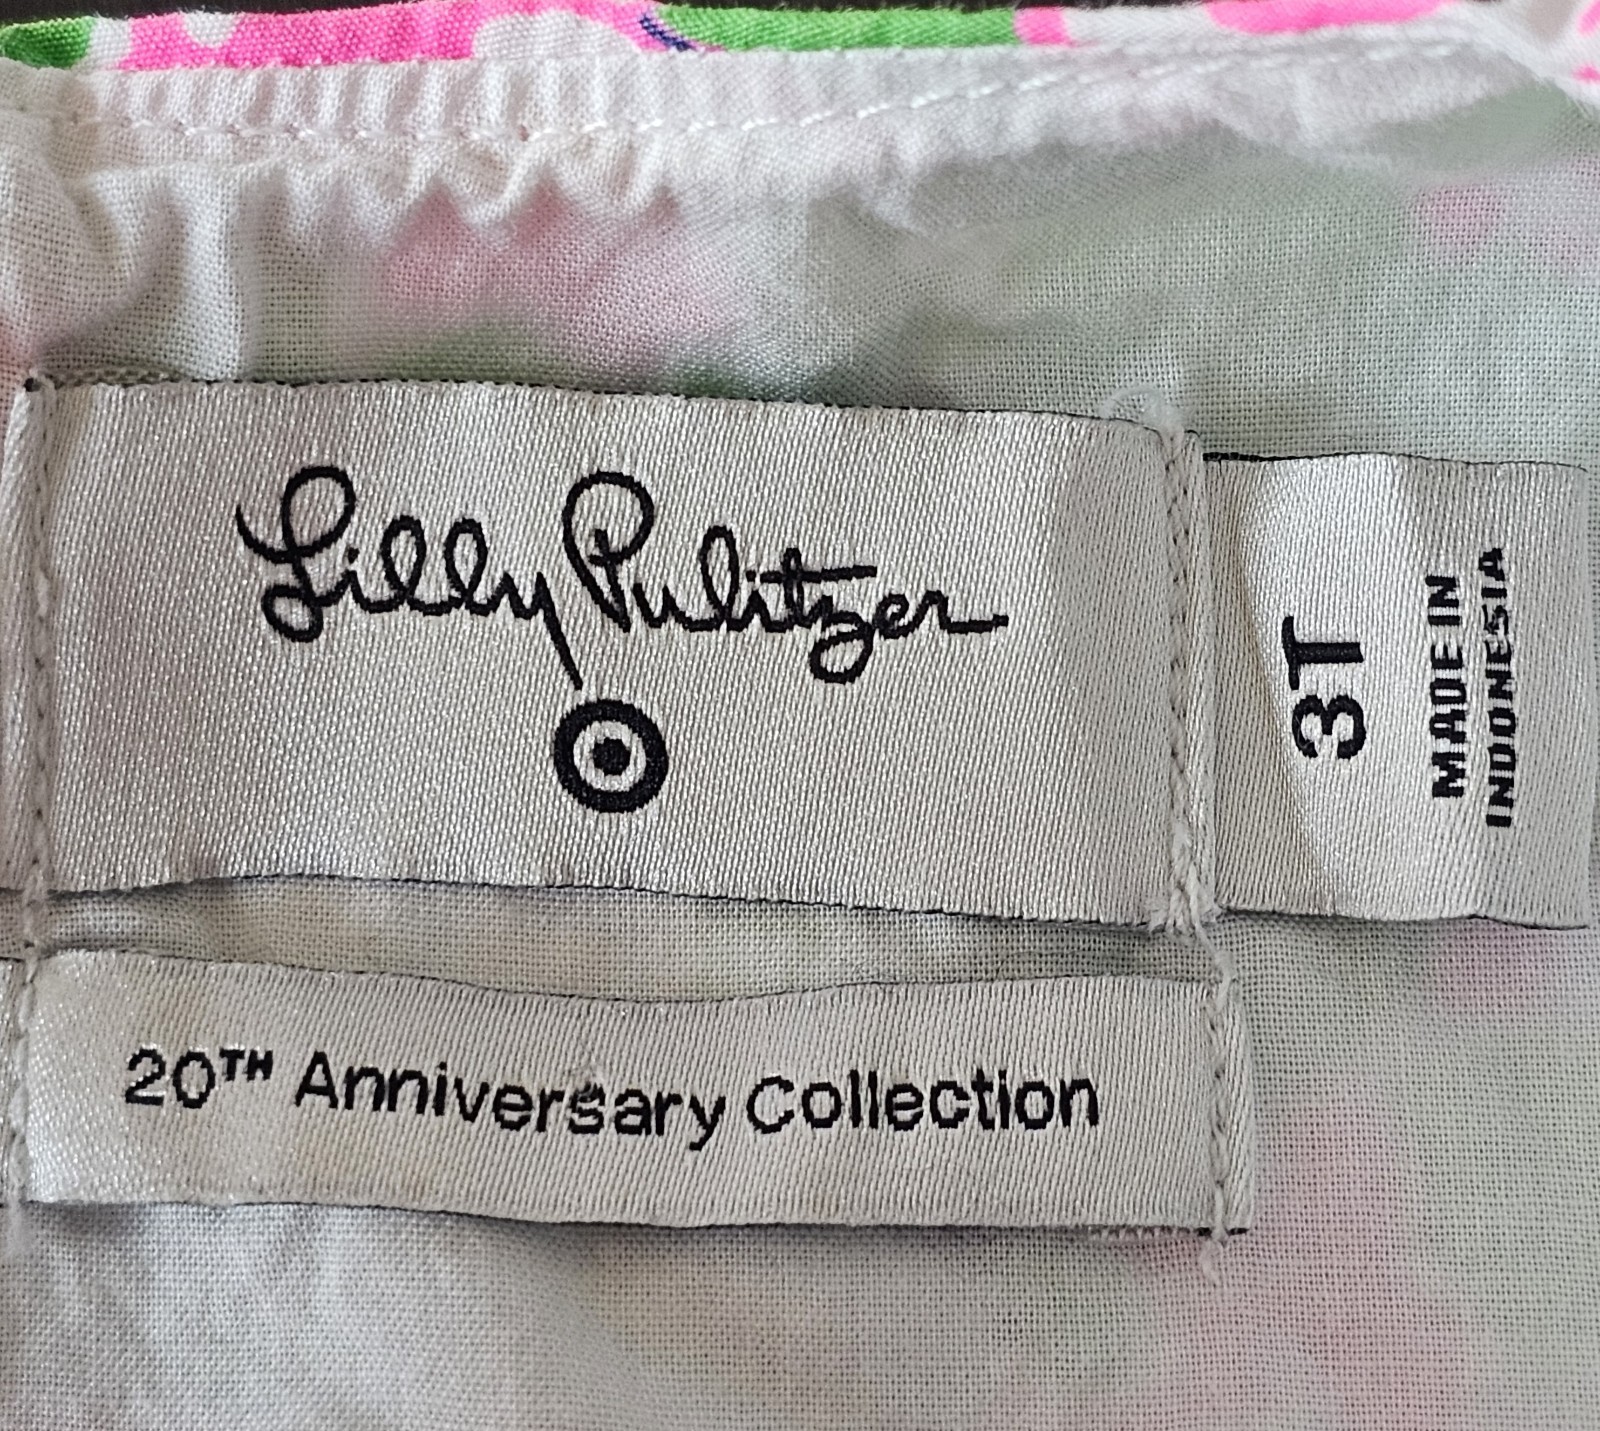 Lilly Pulitzer
3T
MADE IN
INDONESIA
20TH Anniversary Collection